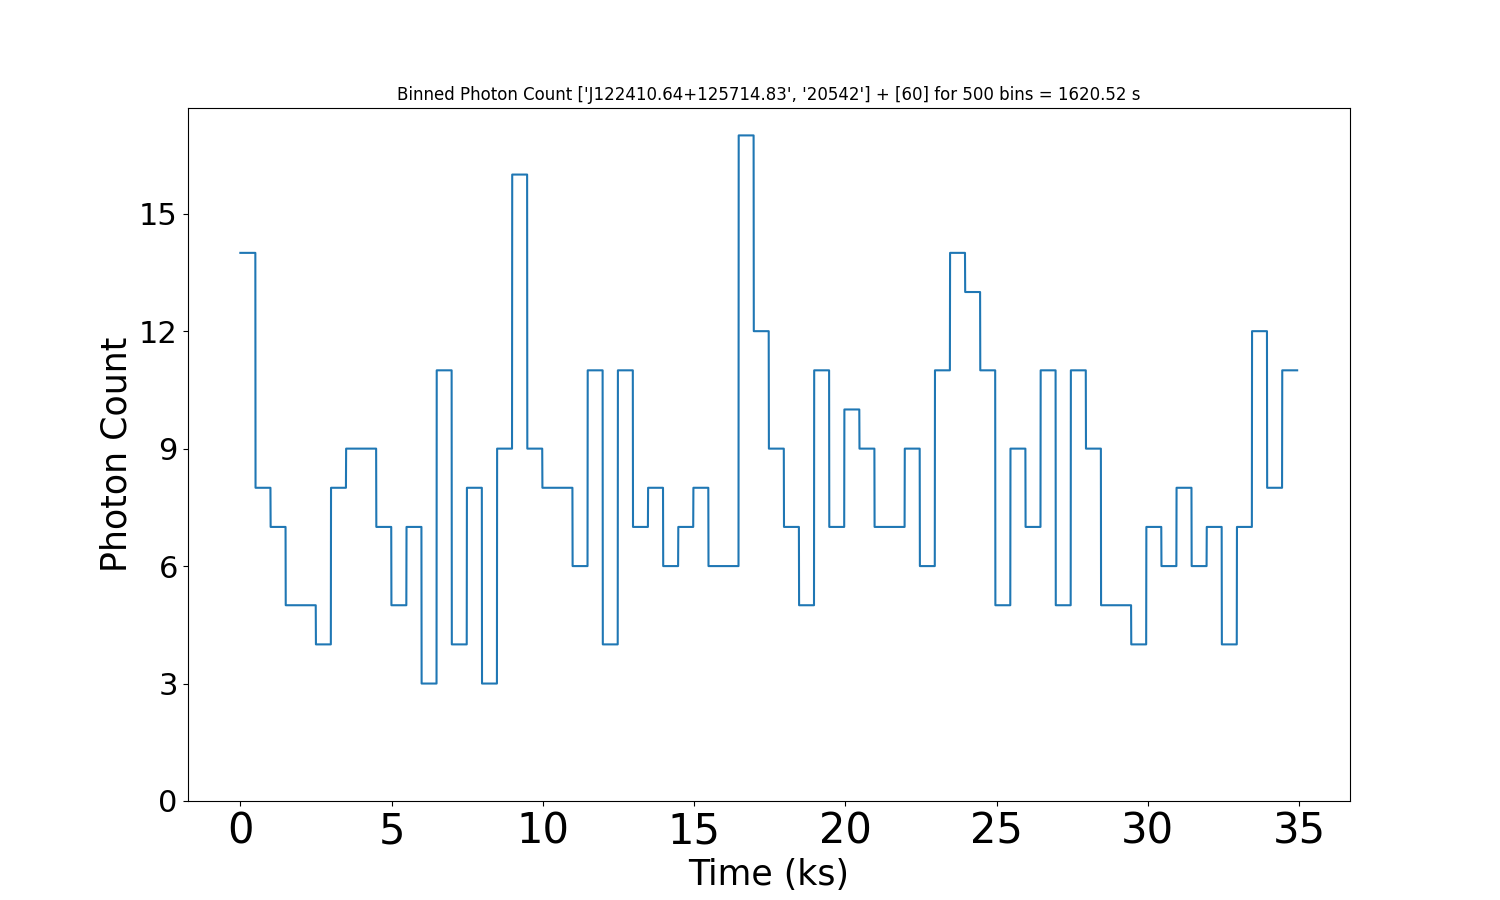 Binned Photon Count ['J122410.64+125714.83', '20542'] + [60] for 500 bins = 1620.52 s
Photon Count
15
12
9
6
3
0
0 5 10 15 20 25 30 35
Time (ks)